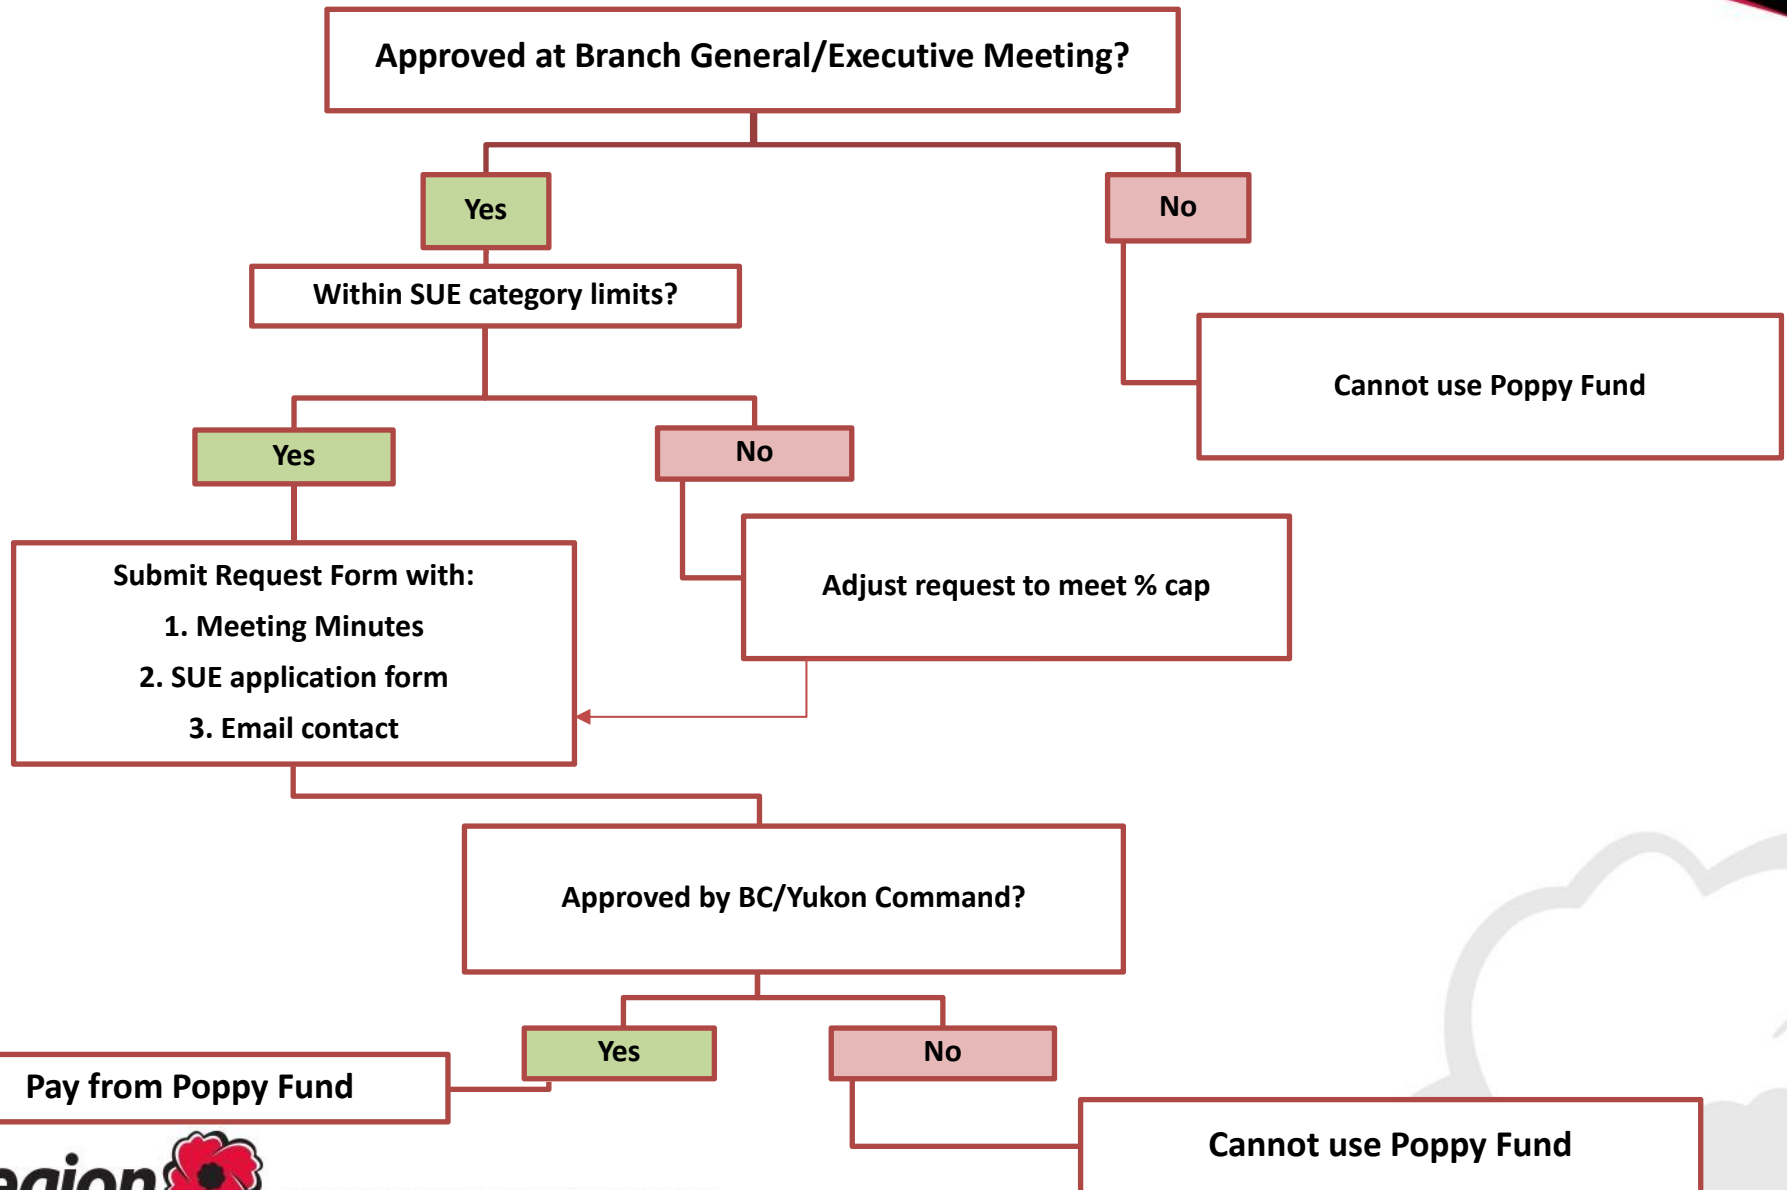 Approved at Branch General/Executive Meeting?
Yes
No
Within SUE category limits?
Cannot use Poppy Fund
Yes
No
Submit Request Form with:
1. Meeting Minutes
2. SUE application form
3. Email contact
Adjust request to meet % cap
Approved by BC/Yukon Command?
Yes
No
Pay from Poppy Fund
Cannot use Poppy Fund
egion